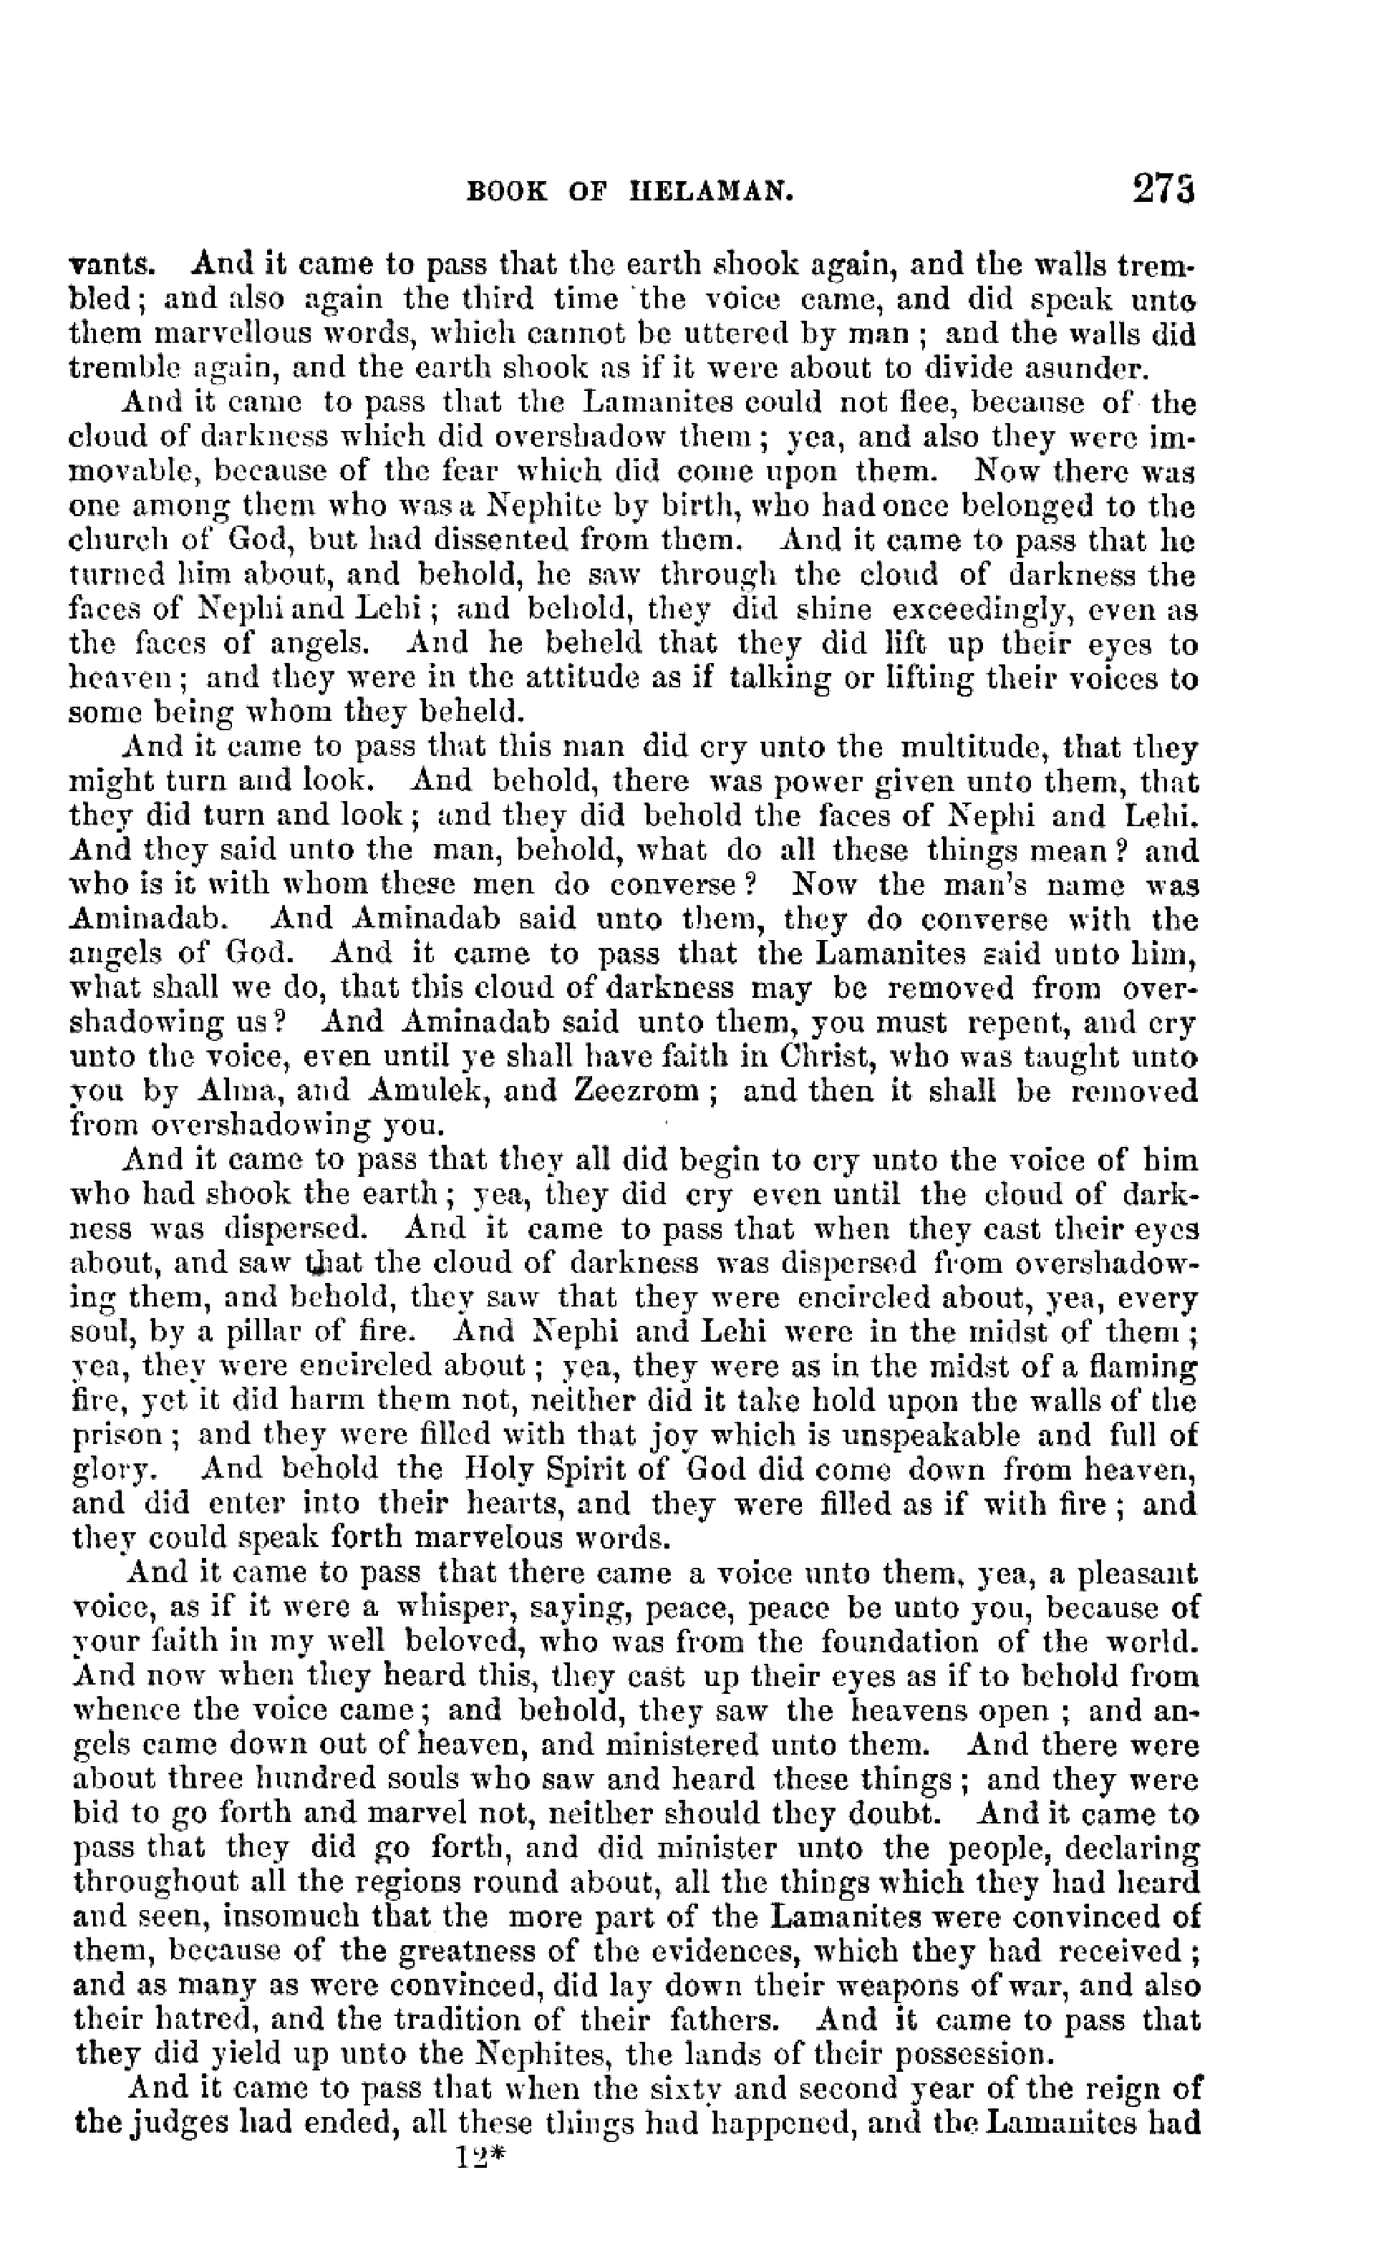 BOOK OF HELAMAN. 273
vants. And it came to pass that the earth shook again, and the walls trem-
bled; and also again the third time the voice came, and did speak unto
them marvellous words, which cannot be uttered by man; and the walls did
tremble again, and the earth shook as if it were about to divide asunder.
And it came to pass that the Lamanites could not flee, because of the
cloud of darkness which did overshadow them; yea, and also they were im-
movable, because of the fear which did come upon them. Now there was
one among them who was a Nephite by birth, who had once belonged to the
church of God, but had dissented from them. And it came to pass that he
turned him about, and behold, he saw through the cloud of darkness the
faces of Nephi and Lehi; and behold, they did shine exceedingly, even as
the faces of angels. And he beheld that they did lift up their eyes to
heaven; and they were in the attitude as if talking or lifting their voices to
some being whom they beheld.
And it came to pass that this man did cry unto the multitude, that they
might turn and look. And behold, there was power given unto them, that
they did turn and look; and they did behold the faces of Nephi and Lehi.
And they said unto the man, behold, what do all these things mean? and
who is it with whom these men do converse? Now the man's name was
Aminadab. And Aminadab said unto them, they do converse with the
angels of God. And it came to pass that the Lamanites said unto him,
what shall we do, that this cloud of darkness may be removed from over-
shadowing us? And Aminadab said unto them, you must repent, and cry
unto the voice, even until ye shall have faith in Christ, who was taught unto
you by Alma, and Amulek, and Zeezrom; and then it shall be removed
from overshadowing you.
And it came to pass that they all did begin to cry unto the voice of him
who had shook the earth; yea, they did cry even until the cloud of dark-
ness was dispersed. And it came to pass that when they cast their eyes
about, and saw that the cloud of darkness was dispersed from overshadow-
ing them, and behold, they saw that they were encircled about, yea, every
soul, by a pillar of fire. And Nephi and Lehi were in the midst of them;
yea, they were encircled about; yea, they were as in the midst of a flaming
fire, yet it did harm them not, neither did it take hold upon the walls of the
prison; and they were filled with that joy which is unspeakable and full of
glory. And behold the Holy Spirit of God did come down from heaven,
and did enter into their hearts, and they were filled as if with fire; and
they could speak forth marvelous words.
And it came to pass that there came a voice unto them, yea, a pleasant
voice, as if it were a whisper, saying, peace, peace be unto you, because of
your faith in my well beloved, who was from the foundation of the world.
And now when they heard this, they cast up their eyes as if to behold from
whence the voice came; and behold, they saw the heavens open; and an-
gels came down out of heaven, and ministered unto them. And there were
about three hundred souls who saw and heard these things; and they were
bid to go forth and marvel not, neither should they doubt. And it came to
pass that they did go forth, and did minister unto the people, declaring
throughout all the regions round about, all the things which they had heard
and seen, insomuch that the more part of the Lamanites were convinced of
them, because of the greatness of the evidences, which they had received;
and as many as were convinced, did lay down their weapons of war, and also
their hatred, and the tradition of their fathers. And it came to pass that
they did yield up unto the Nephites, the lands of their possession.
And it came to pass that when the sixty and second year of the reign of
the judges had ended, all these things had happened, and the Lamanites had
12*